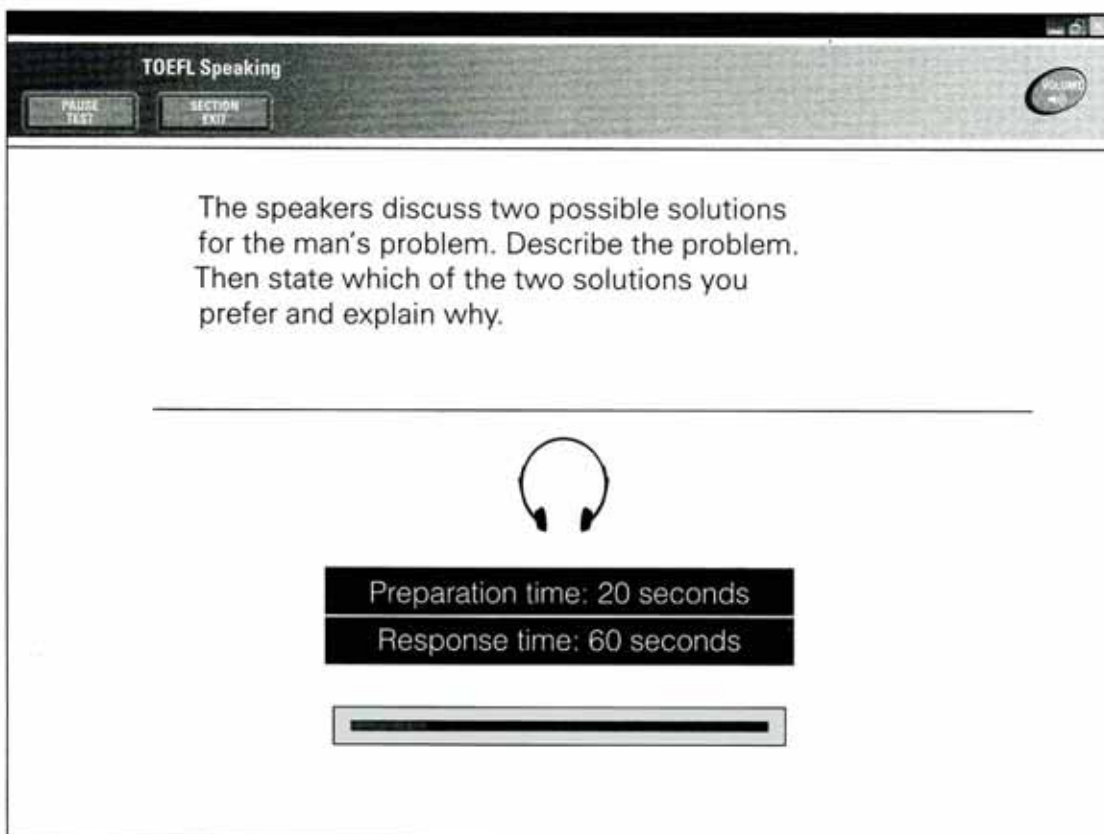 TOEFL Speaking
PAUSE
TEST
SECTION
EXIT
VOLUME
The speakers discuss two possible solutions
for the man's problem. Describe the problem.
Then state which of the two solutions you
prefer and explain why.
Preparation time: 20 seconds
Response time: 60 seconds